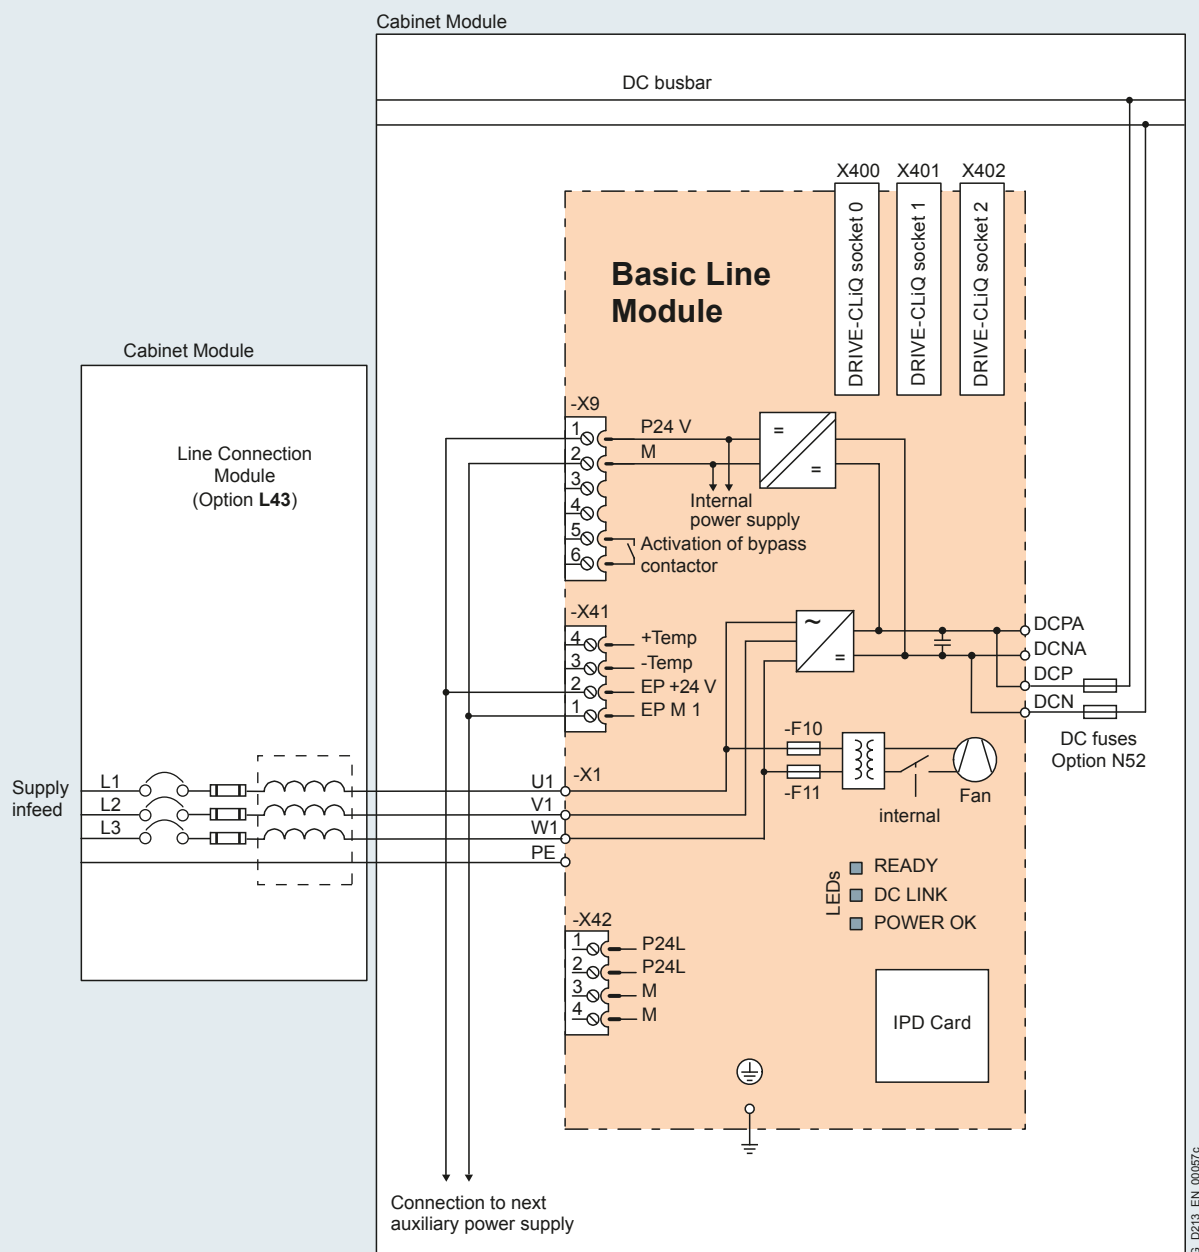 Cabinet Module
DC busbar
X400
X401
X402
DRIVE-CLiQ socket 0
DRIVE-CLiQ socket 1
DRIVE-CLiQ socket 2
Basic Line
Module
Cabinet Module
Line Connection
Module
(Option L43)
-X9
1
P24 V
2
M
3
4
5
6
=
=
Internal
power supply
Activation of bypass
contactor
-X41
4
+Temp
3
-Temp
2
EP +24 V
1
EP M 1
~
=
DCPA
DCNA
DCP
DCN
DC fuses
Option N52
-F10
-F11
internal
Fan
Supply
infeed
L1
L2
L3
-X1
U1
V1
W1
PE
LEDs
READY
DC LINK
POWER OK
-X42
1
P24L
2
P24L
3
M
4
M
IPD Card
Connection to next
auxiliary power supply
G_D213_EN_00057c